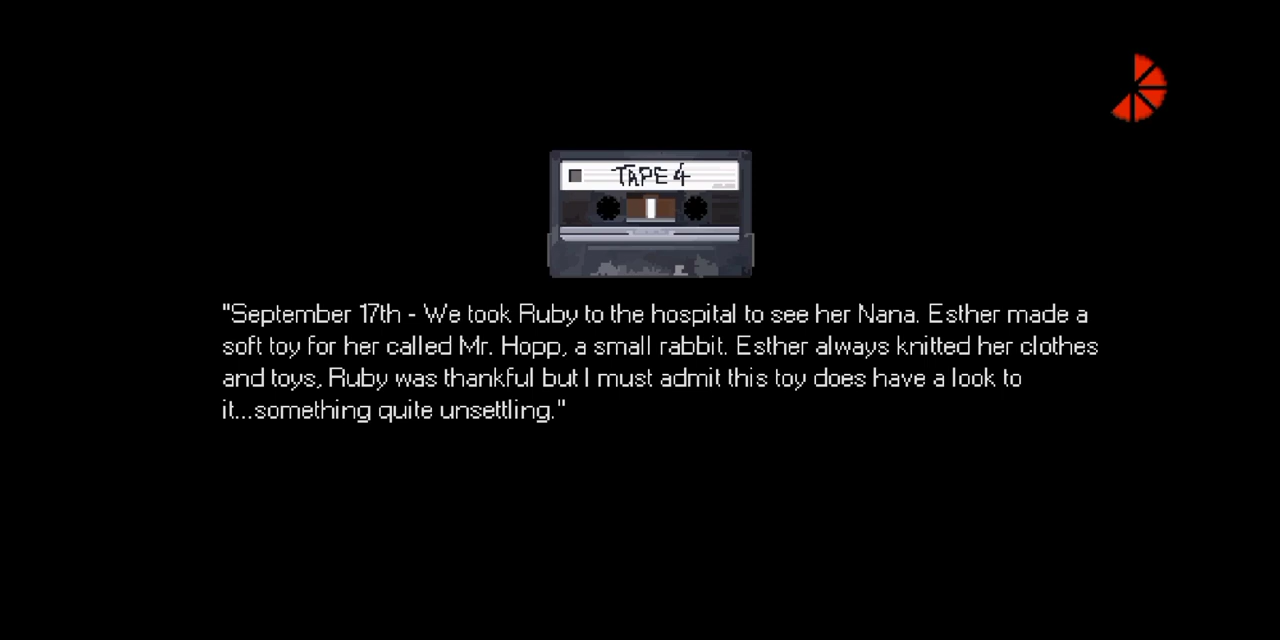 TAPE 4
"September 17th - We took Ruby to the hospital to see her Nana. Esther made a
soft toy for her called Mr. Hopp, a small rabbit. Esther always knitted her clothes
and toys, Ruby was thankful but I must admit this toy does have a look to
it...something quite unsettling."